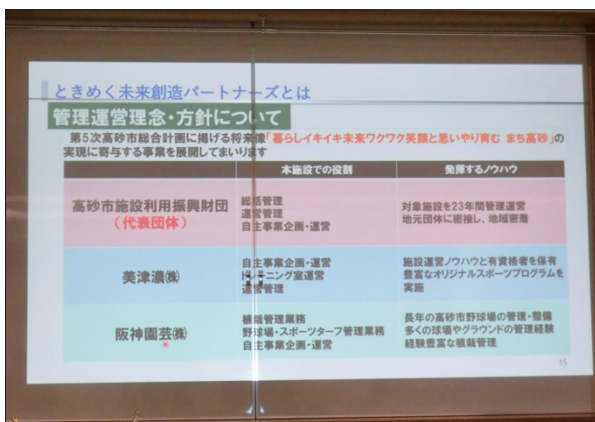 ときめく未来創造パートナーズとは
管理運営理念・方針について
第5次高砂市総合計画に掲げる将来像「暮らしイキイキ未来ワクワク笑顔と思いやり育む まち高砂」の
実現に寄与する事業を展開してまいります
本施設での役割
発揮するノウハウ
高砂市施設利用振興財団
（代表団体）
総括管理
運営管理
自主事業企画・運営
対象施設を23年間管理運営
地元団体に密接し、地域密着
美津濃㈱
自主事業企画・運営
トレーニング室運営
運営管理
施設運営ノウハウと有資格者を保有
豊富なオリジナルスポーツプログラムを
実施
阪神園芸㈱
植栽管理業務
野球場・スポーツターフ管理業務
自主事業企画・運営
長年の高砂市野球場の管理・整備
多くの球場やグラウンドの管理経験
経験豊富な植栽管理
15